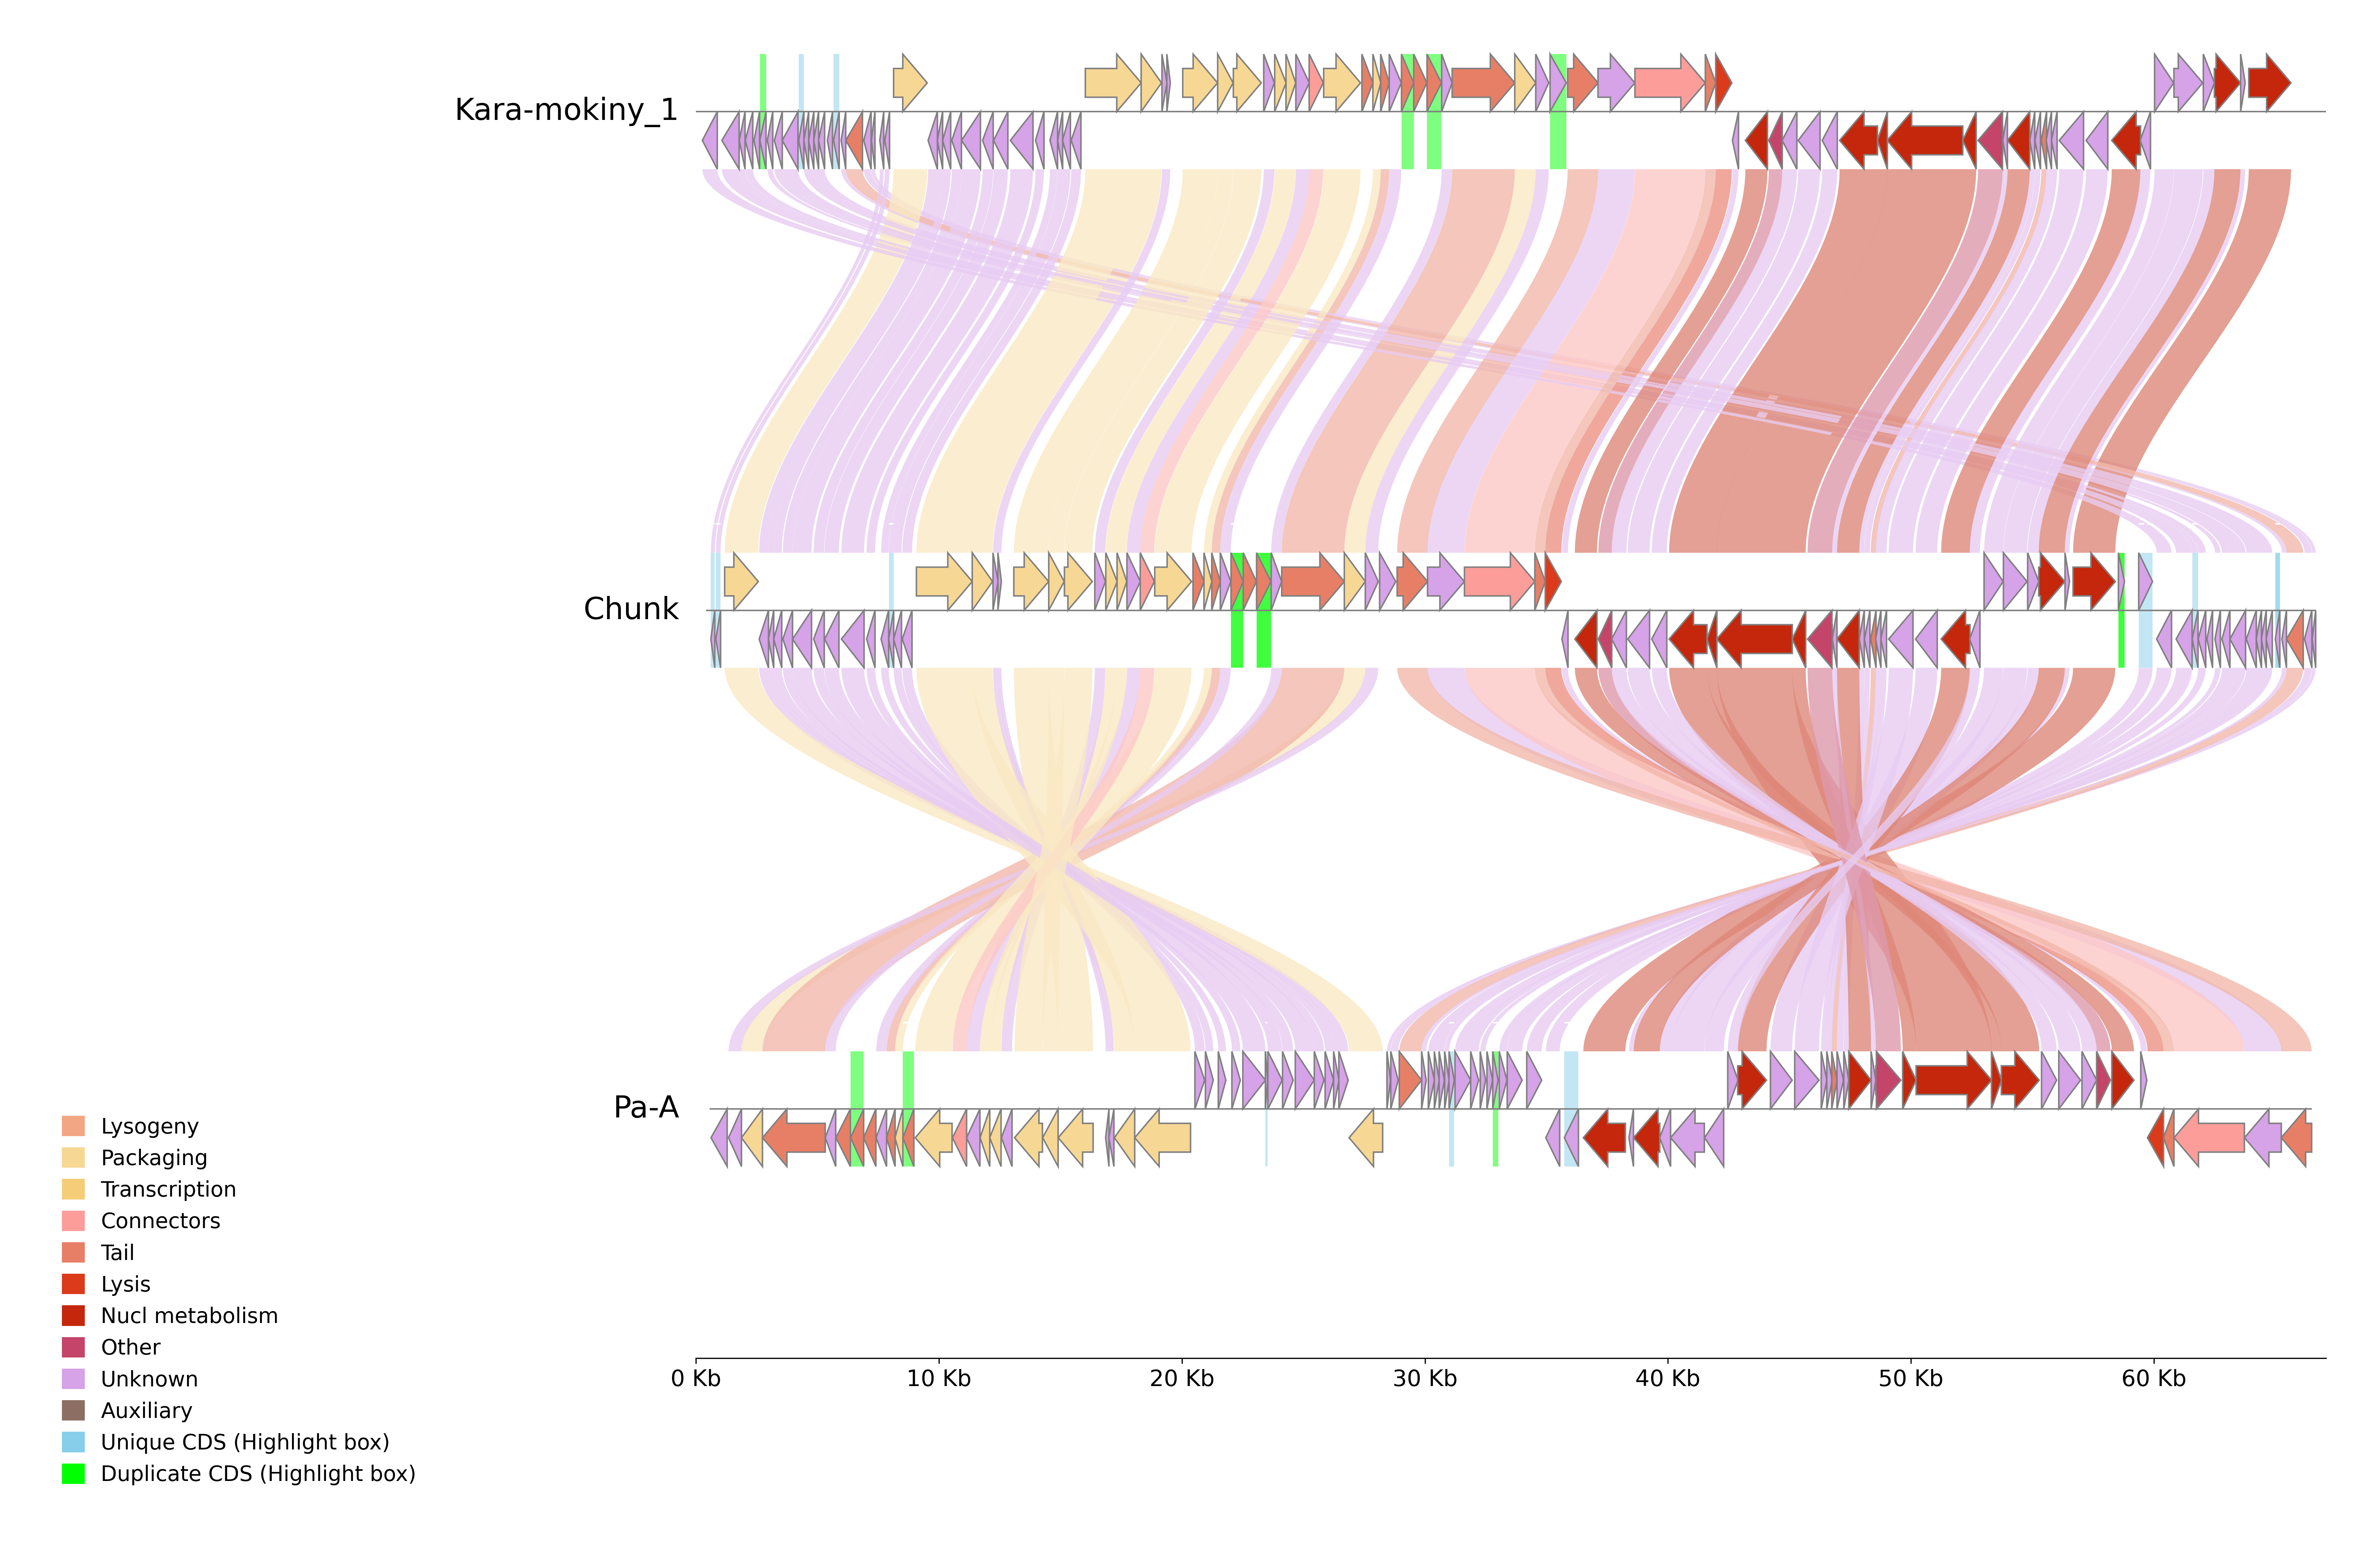 Kara-mokiny_1
Chunk
Pa-A
Lysogeny
Packaging
Transcription
Connectors
Tail
Lysis
Nucl metabolism
Other
Unknown
Auxiliary
Unique CDS (Highlight box)
Duplicate CDS (Highlight box)
0 Kb 10 Kb 20 Kb 30 Kb 40 Kb 50 Kb 60 Kb